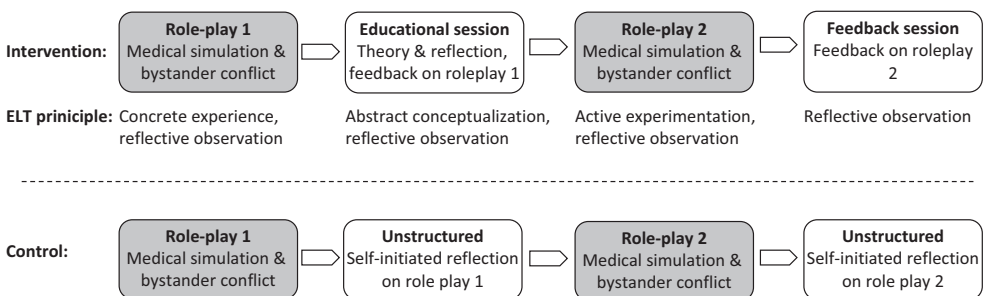 Role-play 1
Medical simulation &
bystander conflict
Educational session
Theory & reflection,
feedback on roleplay 1
Role-play 2
Medical simulation &
bystander conflict
Feedback session
Feedback on roleplay
2
Intervention:
ELT priniciple:
Concrete experience,
reflective observation
Abstract conceptualization,
reflective observation
Active experimentation,
reflective observation
Reflective observation
Control:
Role-play 1
Medical simulation &
bystander conflict
Unstructured
Self-initiated reflection
on role play 1
Role-play 2
Medical simulation &
bystander conflict
Unstructured
Self-initiated reflection
on role play 2